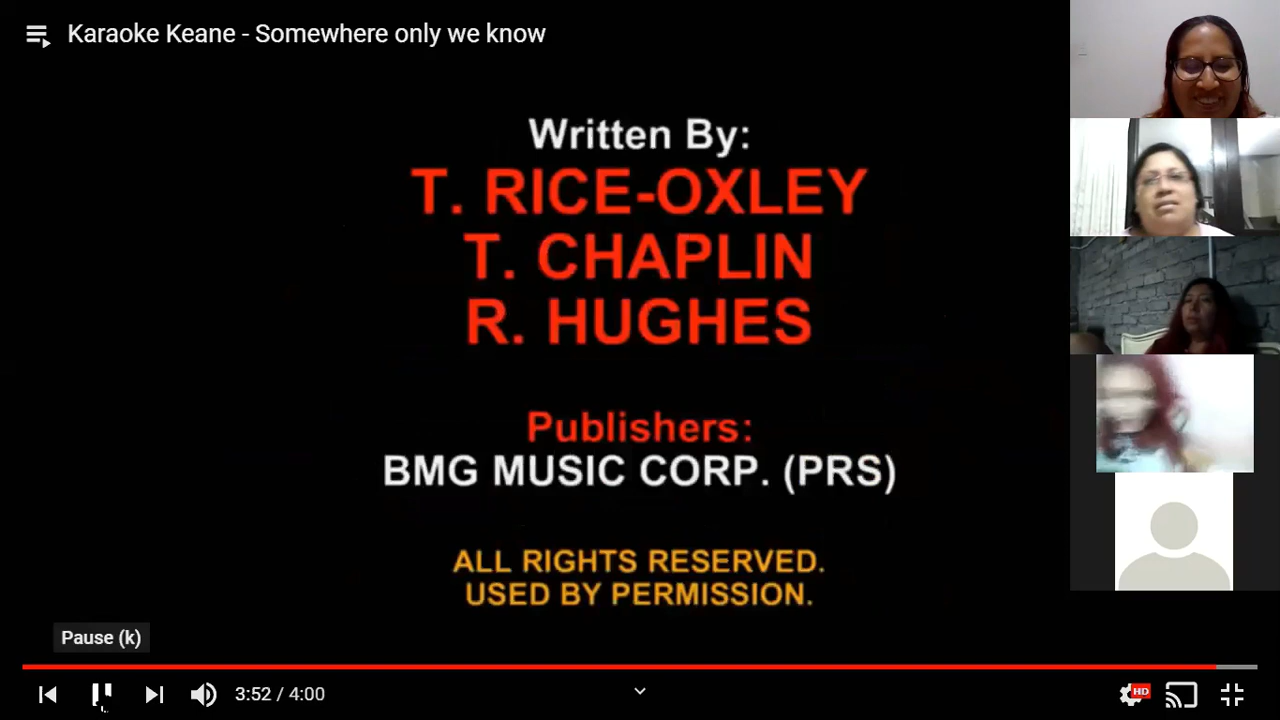 Karaoke Keane - Somewhere only we know
Written By:
T. RICE-OXLEY
T. CHAPLIN
R. HUGHES
Publishers:
BMG MUSIC CORP. (PRS)
ALL RIGHTS RESERVED.
USED BY PERMISSION.
Pause (k)
3:52 / 4:00
HD